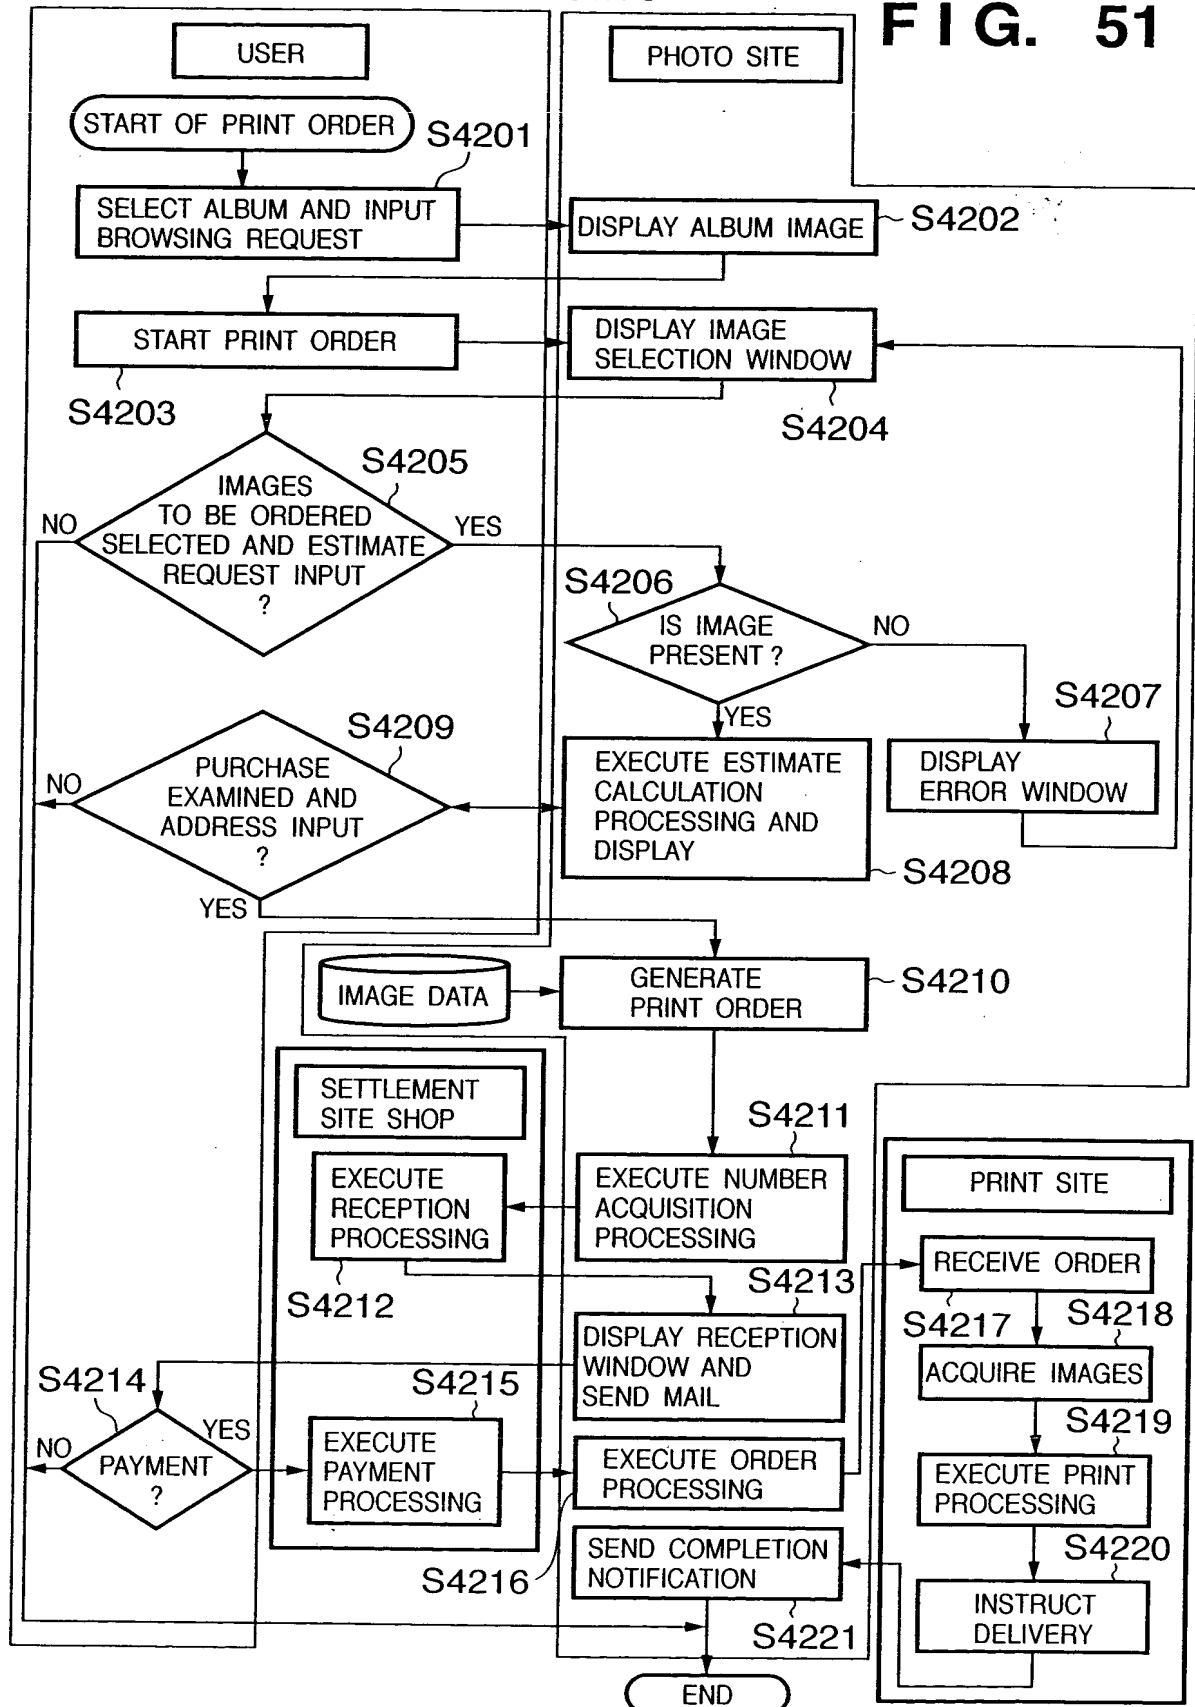 FIG. 51
USER
PHOTO SITE
START OF PRINT ORDER
S4201
SELECT ALBUM AND INPUT
BROWSING REQUEST
DISPLAY ALBUM IMAGE
S4202
START PRINT ORDER
S4203
DISPLAY IMAGE
SELECTION WINDOW
S4204
S4205
IMAGES
TO BE ORDERED
SELECTED AND ESTIMATE
REQUEST INPUT
?
NO
YES
S4206
IS IMAGE
PRESENT ?
NO
YES
S4207
DISPLAY
ERROR WINDOW
S4209
PURCHASE
EXAMINED AND
ADDRESS INPUT
?
NO
YES
EXECUTE ESTIMATE
CALCULATION
PROCESSING AND
DISPLAY
S4208
IMAGE DATA
GENERATE
PRINT ORDER
S4210
SETTLEMENT
SITE SHOP
S4211
EXECUTE NUMBER
ACQUISITION
PROCESSING
EXECUTE
RECEPTION
PROCESSING
S4212
S4213
DISPLAY RECEPTION
WINDOW AND
SEND MAIL
S4214
PAYMENT
?
NO
YES
S4215
EXECUTE
PAYMENT
PROCESSING
EXECUTE ORDER
PROCESSING
S4216
PRINT SITE
RECEIVE ORDER
S4217
S4218
ACQUIRE IMAGES
S4219
EXECUTE PRINT
PROCESSING
S4220
INSTRUCT
DELIVERY
SEND COMPLETION
NOTIFICATION
S4221
END